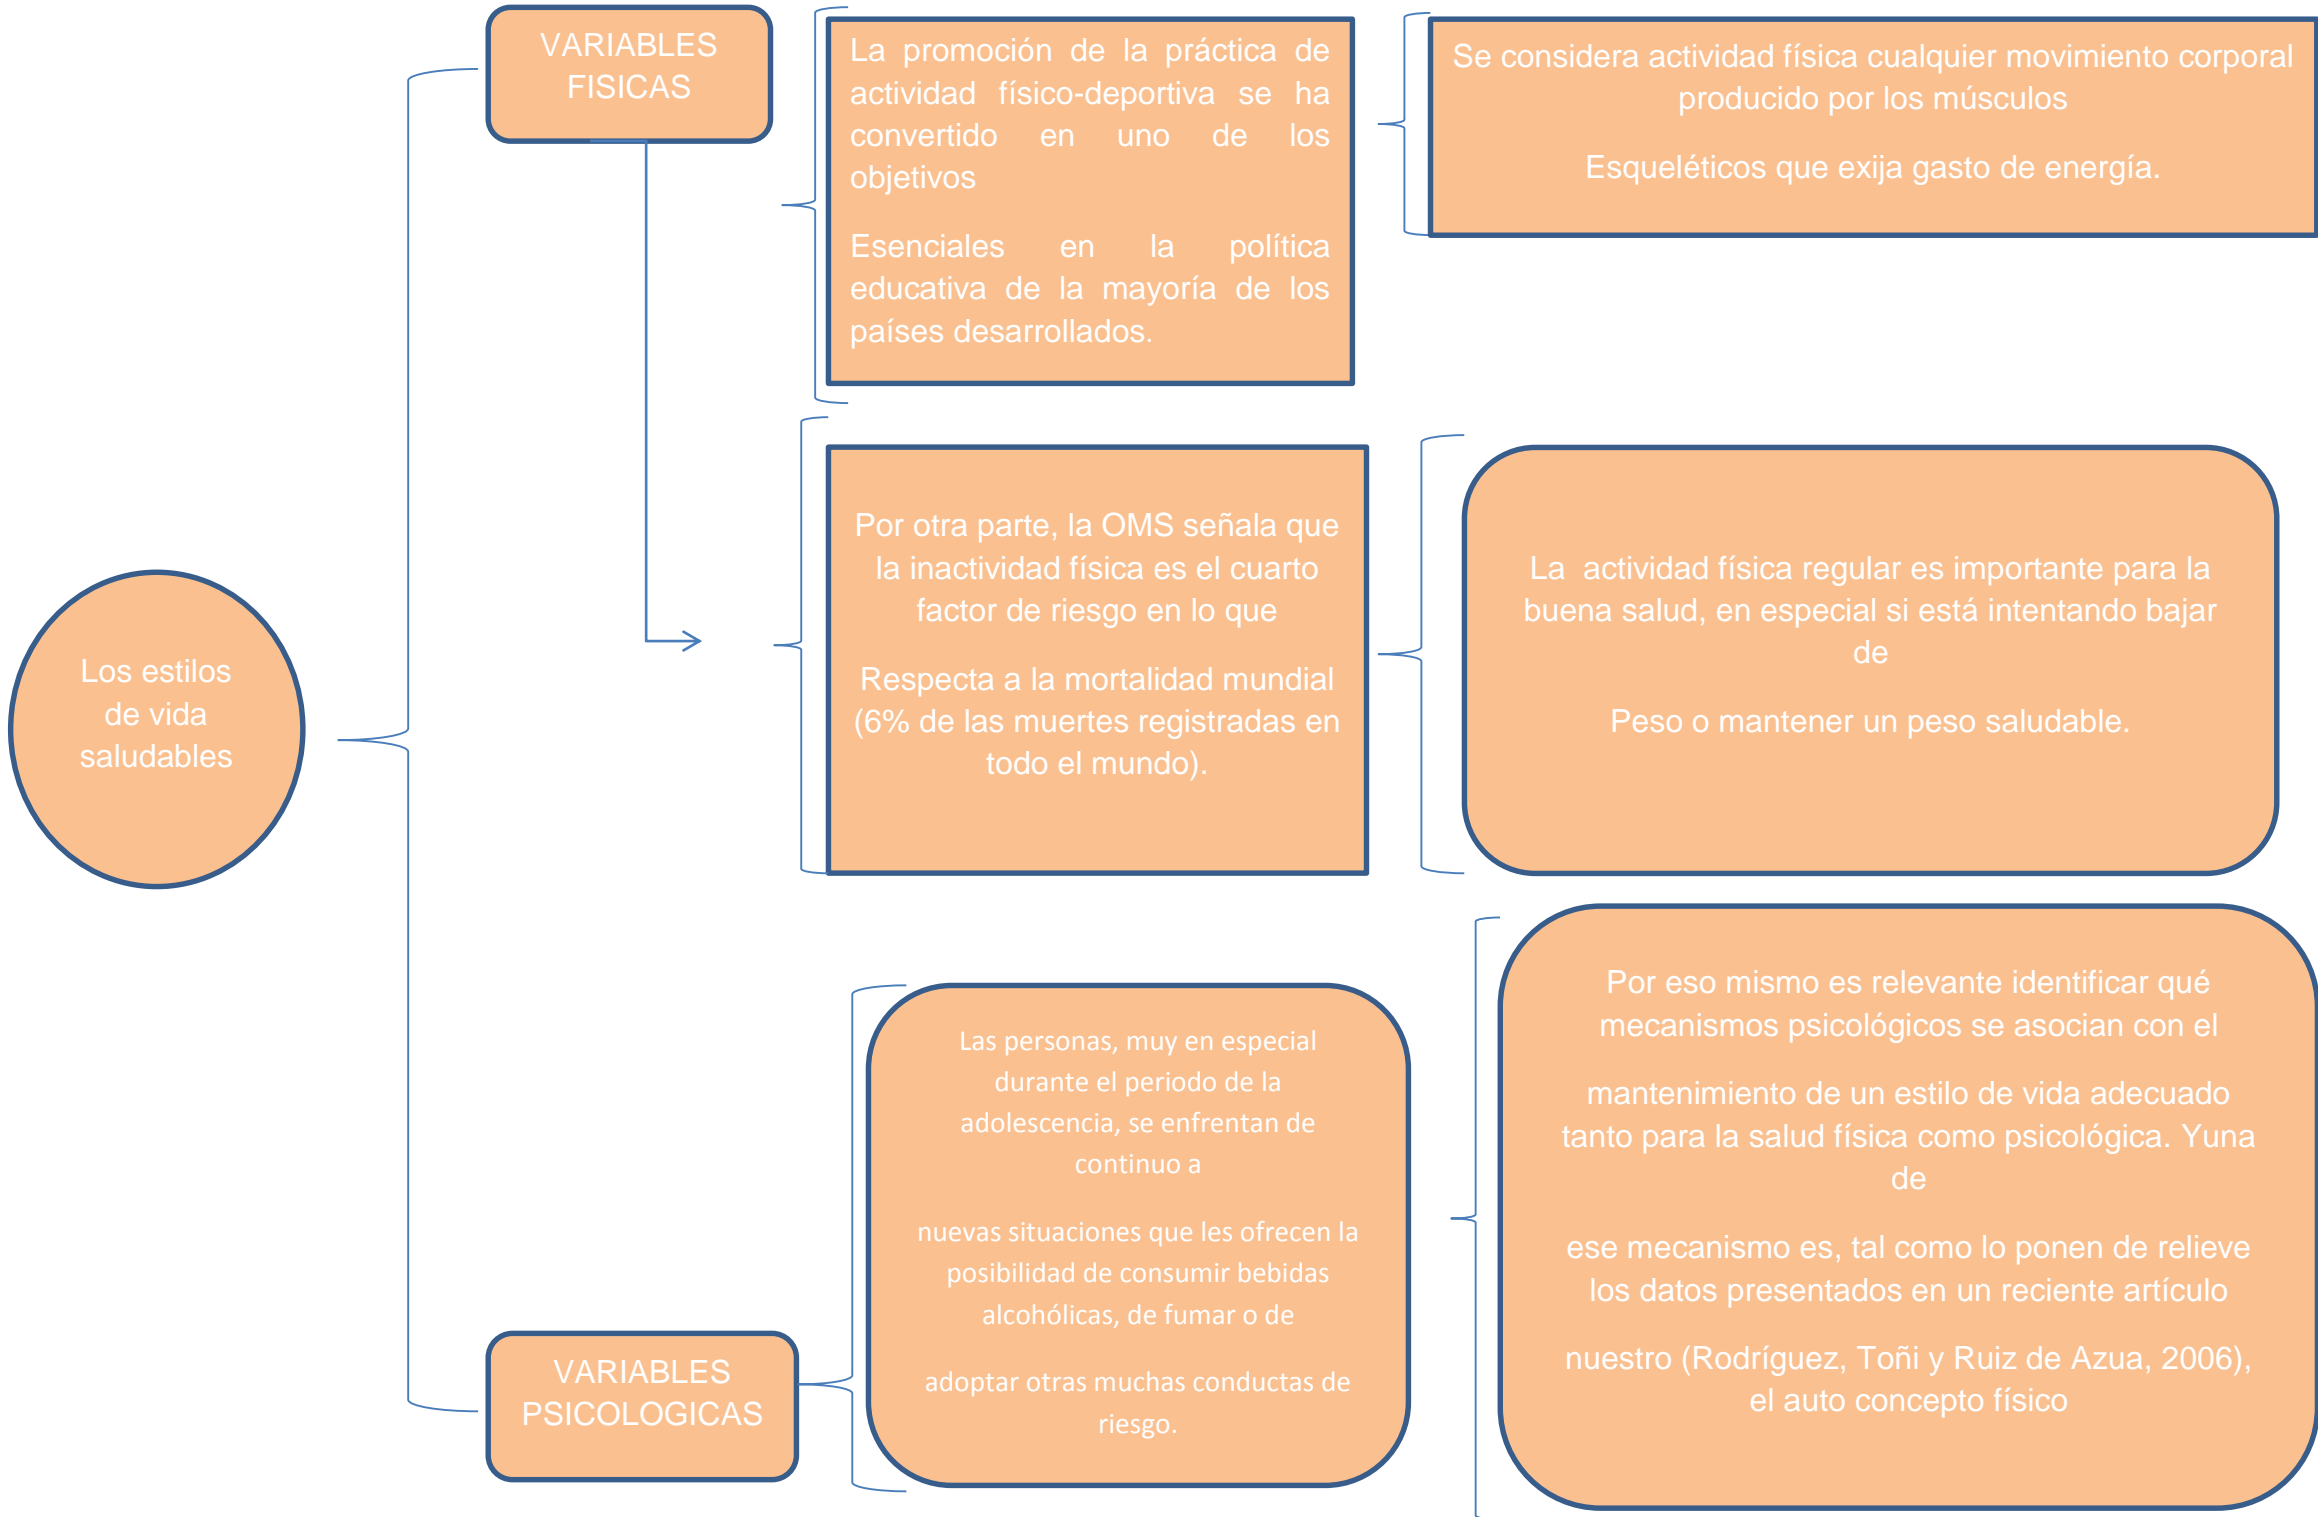 VARIABLES
FISICAS
La promoción de la práctica de
actividad físico-deportiva se ha
convertido en uno de los
objetivos
Esenciales en la política
educativa de la mayoría de los
países desarrollados.
Se considera actividad física cualquier movimiento corporal
producido por los músculos
Esqueléticos que exija gasto de energía.
Por otra parte, la OMS señala que
la inactividad física es el cuarto
factor de riesgo en lo que
Respecta a la mortalidad mundial
(6% de las muertes registradas en
todo el mundo).
La actividad física regular es importante para la
buena salud, en especial si está intentando bajar
de
Peso o mantener un peso saludable.
Los estilos
de vida
saludables
VARIABLES
PSICOLOGICAS
Las personas, muy en especial
durante el periodo de la
adolescencia, se enfrentan de
continuo a
nuevas situaciones que les ofrecen la
posibilidad de consumir bebidas
alcohólicas, de fumar o de
adoptar otras muchas conductas de
riesgo.
Por eso mismo es relevante identificar qué
mecanismos psicológicos se asocian con el
mantenimiento de un estilo de vida adecuado
tanto para la salud física como psicológica. Yuna
de
ese mecanismo es, tal como lo ponen de relieve
los datos presentados en un reciente artículo
nuestro (Rodríguez, Toñi y Ruiz de Azua, 2006),
el auto concepto físico